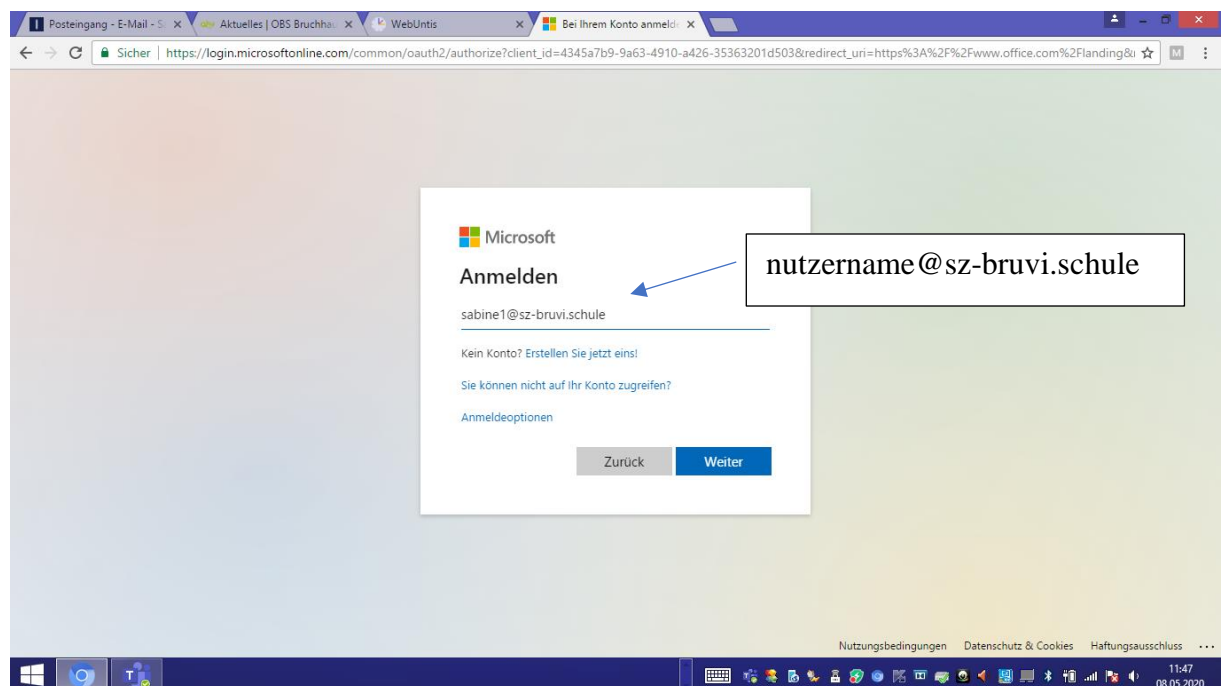 Posteingang - E-Mail - S
Aktuelles | OBS Bruchha
WebUntis
Bei Ihrem Konto anmeld
Sicher | https://login.microsoftonline.com/common/oauth2/authorize?client_id=4345a7b9-9a63-4910-a426-35363201d503&redirect_uri=https%3A%2F%2Fwww.office.com%2Flanding&
M
Microsoft
nutzername@sz-bruvi.schule
Anmelden
sabine1@sz-bruvi.schule
Kein Konto? Erstellen Sie jetzt eins!
Sie können nicht auf Ihr Konto zugreifen?
Anmeldeoptionen
Zurück
Weiter
Nutzungsbedingungen Datenschutz & Cookies Haftungsausschluss ...
11:47
08.05.2020